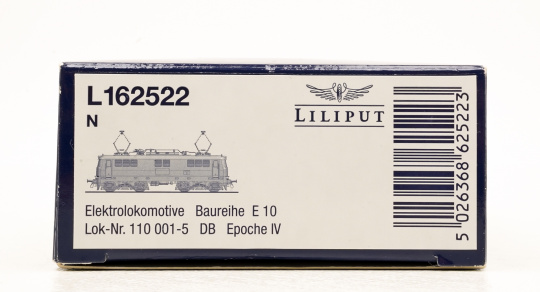 L162522
N
LILIPUT
Elektrolokomotive Baureihe E 10
Lok-Nr. 110 001-5 DB Epoche IV
5 026368 625223